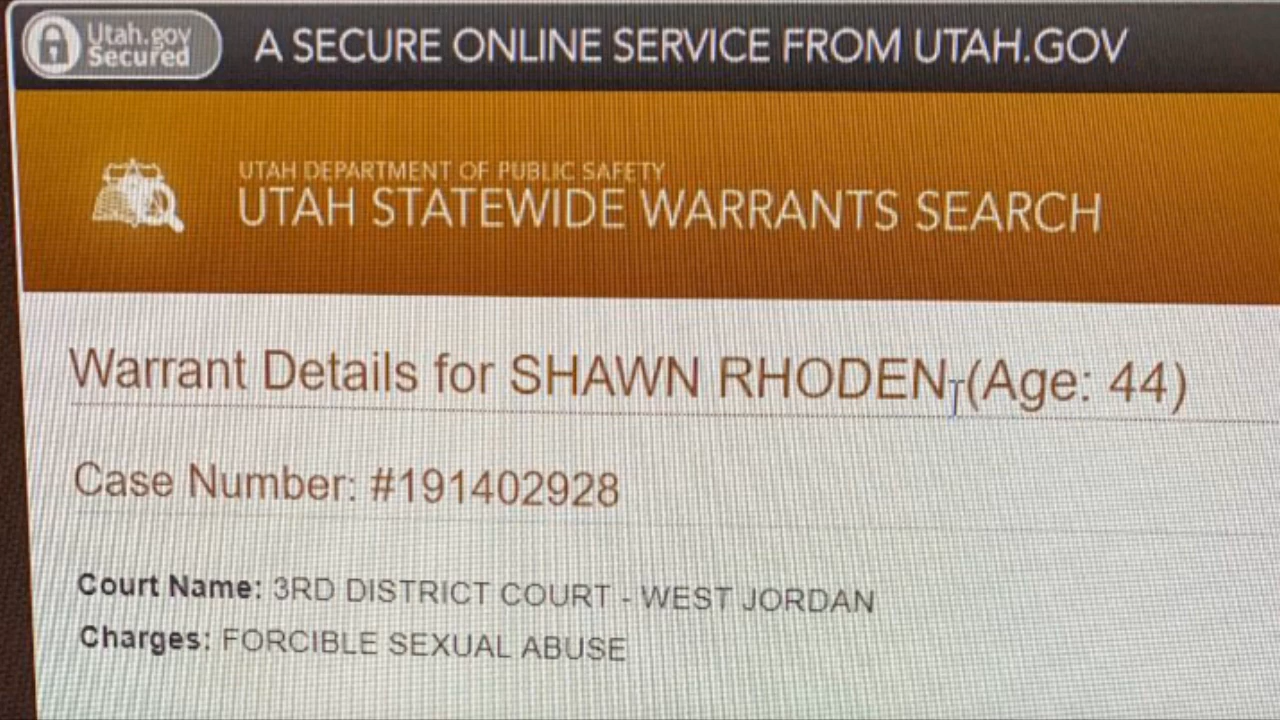 Utah.gov
Secured
A SECURE ONLINE SERVICE FROM UTAH.GOV
UTAH DEPARTMENT OF PUBLIC SAFETY
UTAH STATEWIDE WARRANTS SEARCH
Warrant Details for SHAWN RHODEN (Age: 44)
Case Number: #191402928
Court Name: 3RD DISTRICT COURT - WEST JORDAN
Charges: FORCIBLE SEXUAL ABUSE